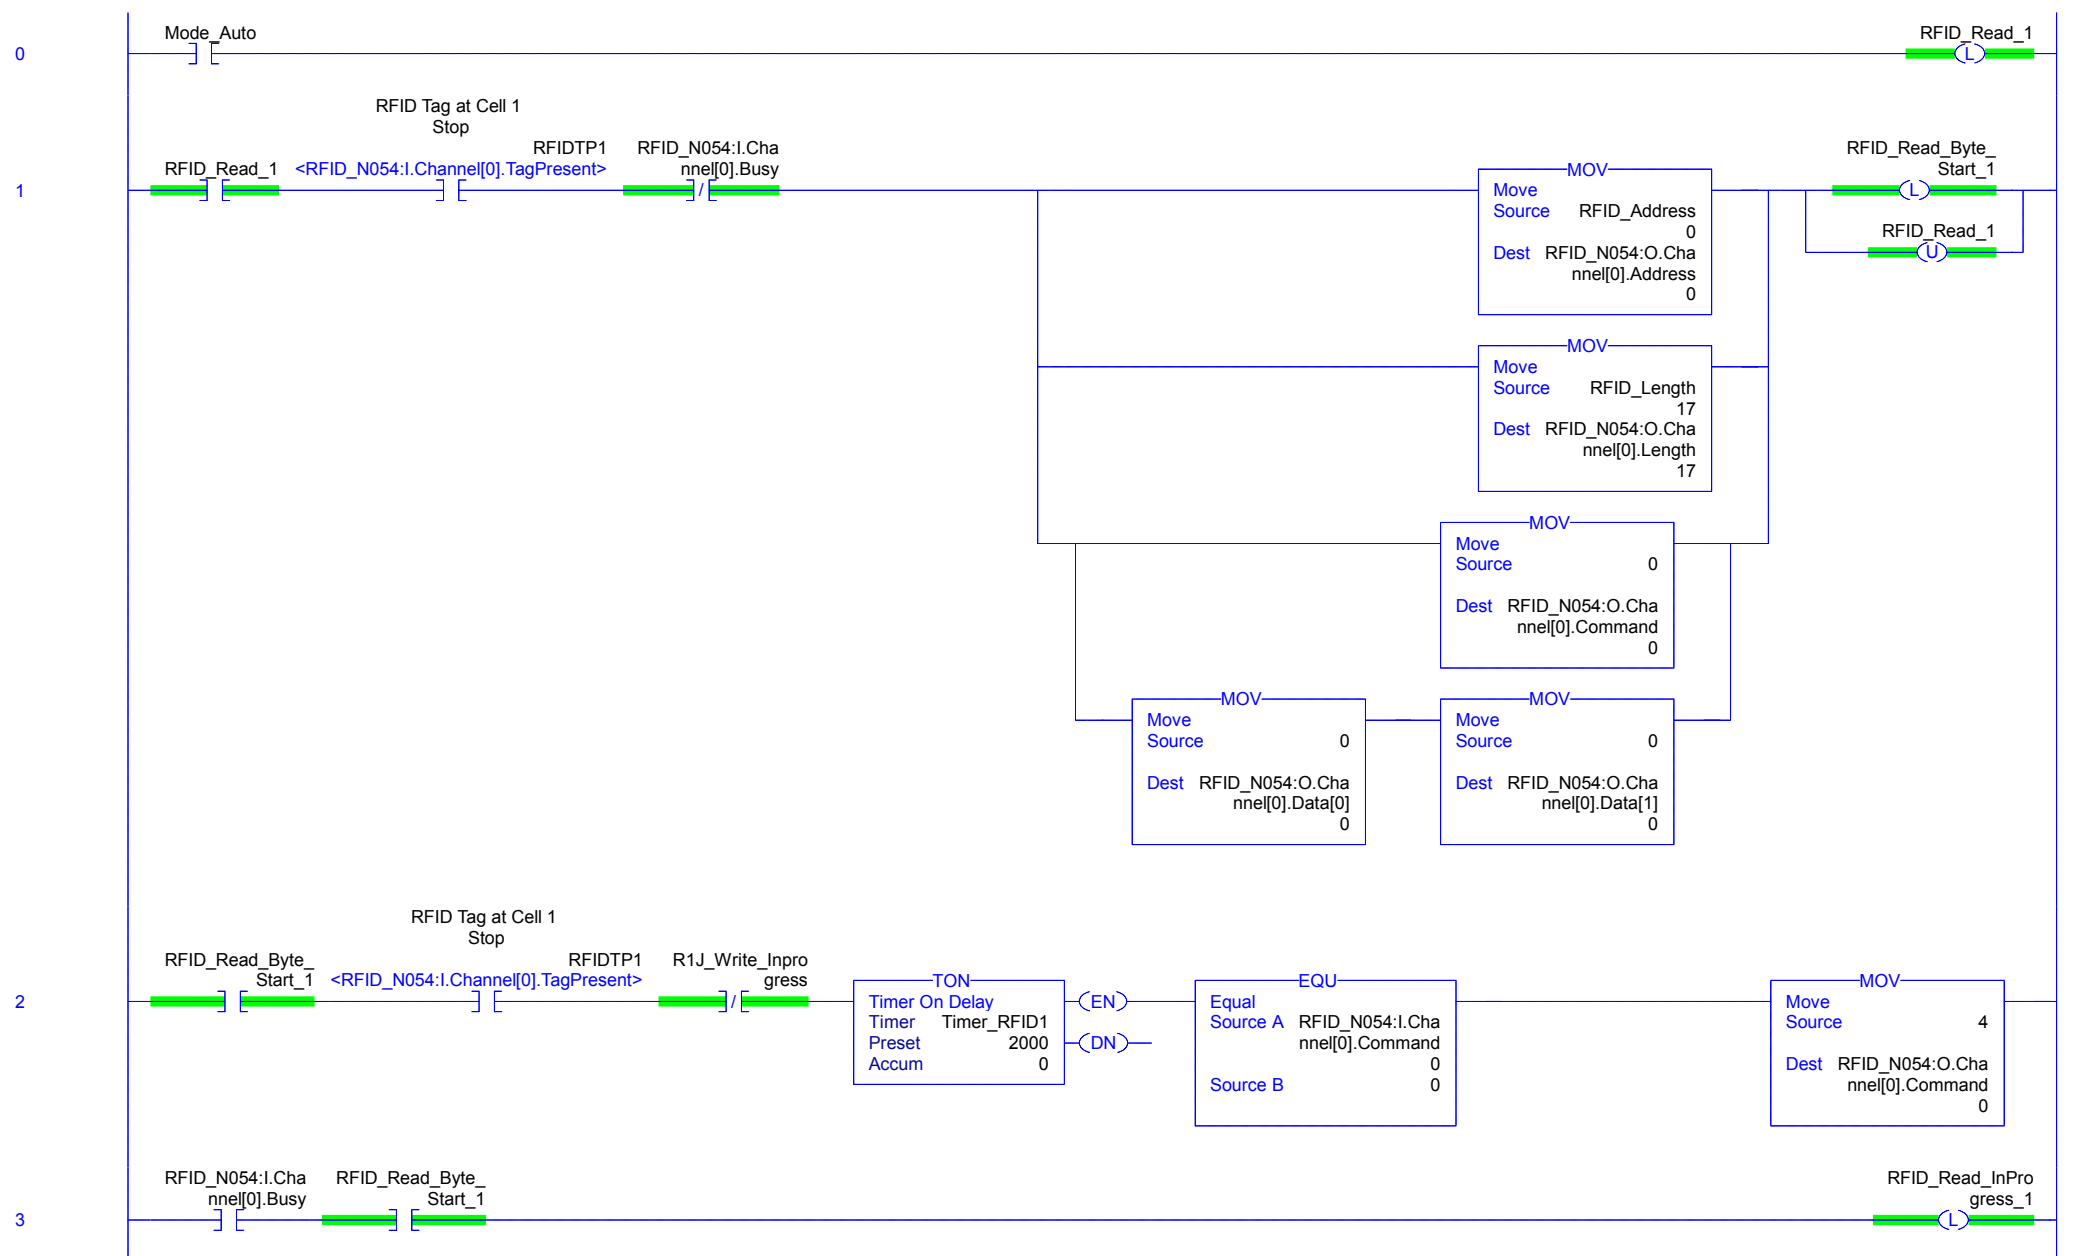 0
Mode_Auto
RFID_Read_1
L
1
RFID_Read_1
RFID Tag at Cell 1
Stop
RFIDTP1
<RFID_N054:I.Channel[0].TagPresent>
RFID_N054:I.Cha
nnel[0].Busy
/
MOV
Move
Source RFID_Address
0
Dest RFID_N054:O.Cha
nnel[0].Address
0
RFID_Read_Byte_
Start_1
L
RFID_Read_1
U
MOV
Move
Source RFID_Length
17
Dest RFID_N054:O.Cha
nnel[0].Length
17
MOV
Move
Source 0
Dest RFID_N054:O.Cha
nnel[0].Command
0
MOV
Move
Source 0
Dest RFID_N054:O.Cha
nnel[0].Data[0]
0
MOV
Move
Source 0
Dest RFID_N054:O.Cha
nnel[0].Data[1]
0
2
RFID_Read_Byte_
Start_1
RFID Tag at Cell 1
Stop
RFIDTP1
<RFID_N054:I.Channel[0].TagPresent>
R1J_Write_Inpro
gress
/
TON
Timer On Delay
Timer Timer_RFID1
Preset 2000
Accum 0
EN
DN
EQU
Equal
Source A RFID_N054:I.Cha
nnel[0].Command
0
Source B 0
MOV
Move
Source 4
Dest RFID_N054:O.Cha
nnel[0].Command
0
3
RFID_N054:I.Cha
nnel[0].Busy
RFID_Read_Byte_
Start_1
RFID_Read_InPro
gress_1
L